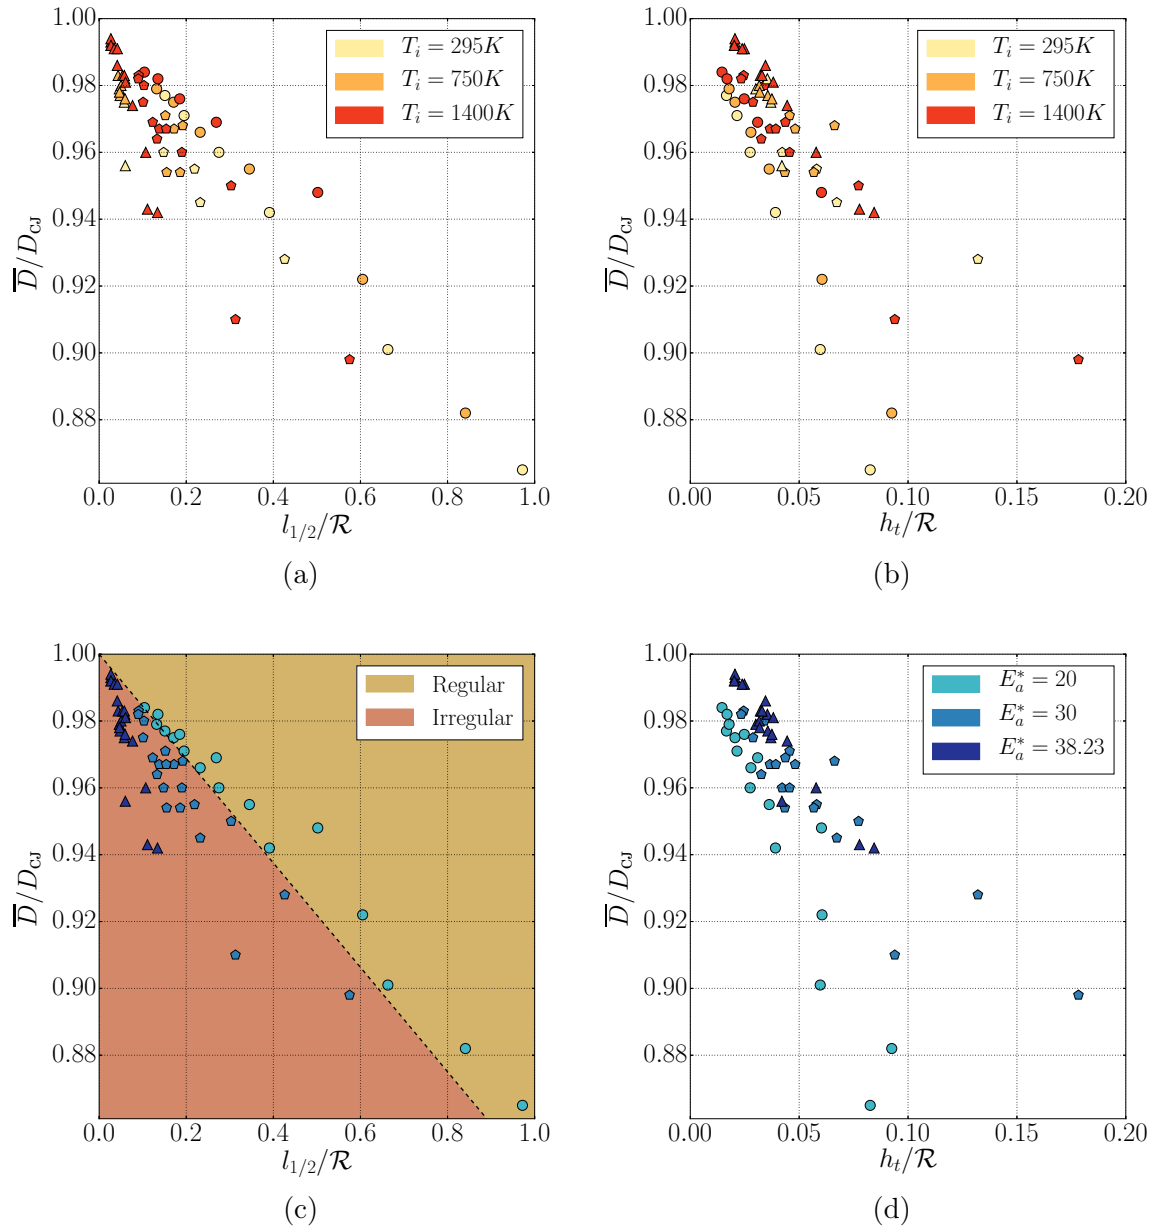 1.00
0.98
0.96
0.94
0.92
0.90
0.88
D̅/D_CJ
T_i = 295K
T_i = 750K
T_i = 1400K
0.0 0.2 0.4 0.6 0.8 1.0
l_{1/2}/ℛ
(a)
1.00
0.98
0.96
0.94
0.92
0.90
0.88
D̅/D_CJ
T_i = 295K
T_i = 750K
T_i = 1400K
0.00 0.05 0.10 0.15 0.20
h_t/ℛ
(b)
1.00
0.98
0.96
0.94
0.92
0.90
0.88
D̅/D_CJ
Regular
Irregular
0.0 0.2 0.4 0.6 0.8 1.0
l_{1/2}/ℛ
(c)
1.00
0.98
0.96
0.94
0.92
0.90
0.88
D̅/D_CJ
E_a^* = 20
E_a^* = 30
E_a^* = 38.23
0.00 0.05 0.10 0.15 0.20
h_t/ℛ
(d)